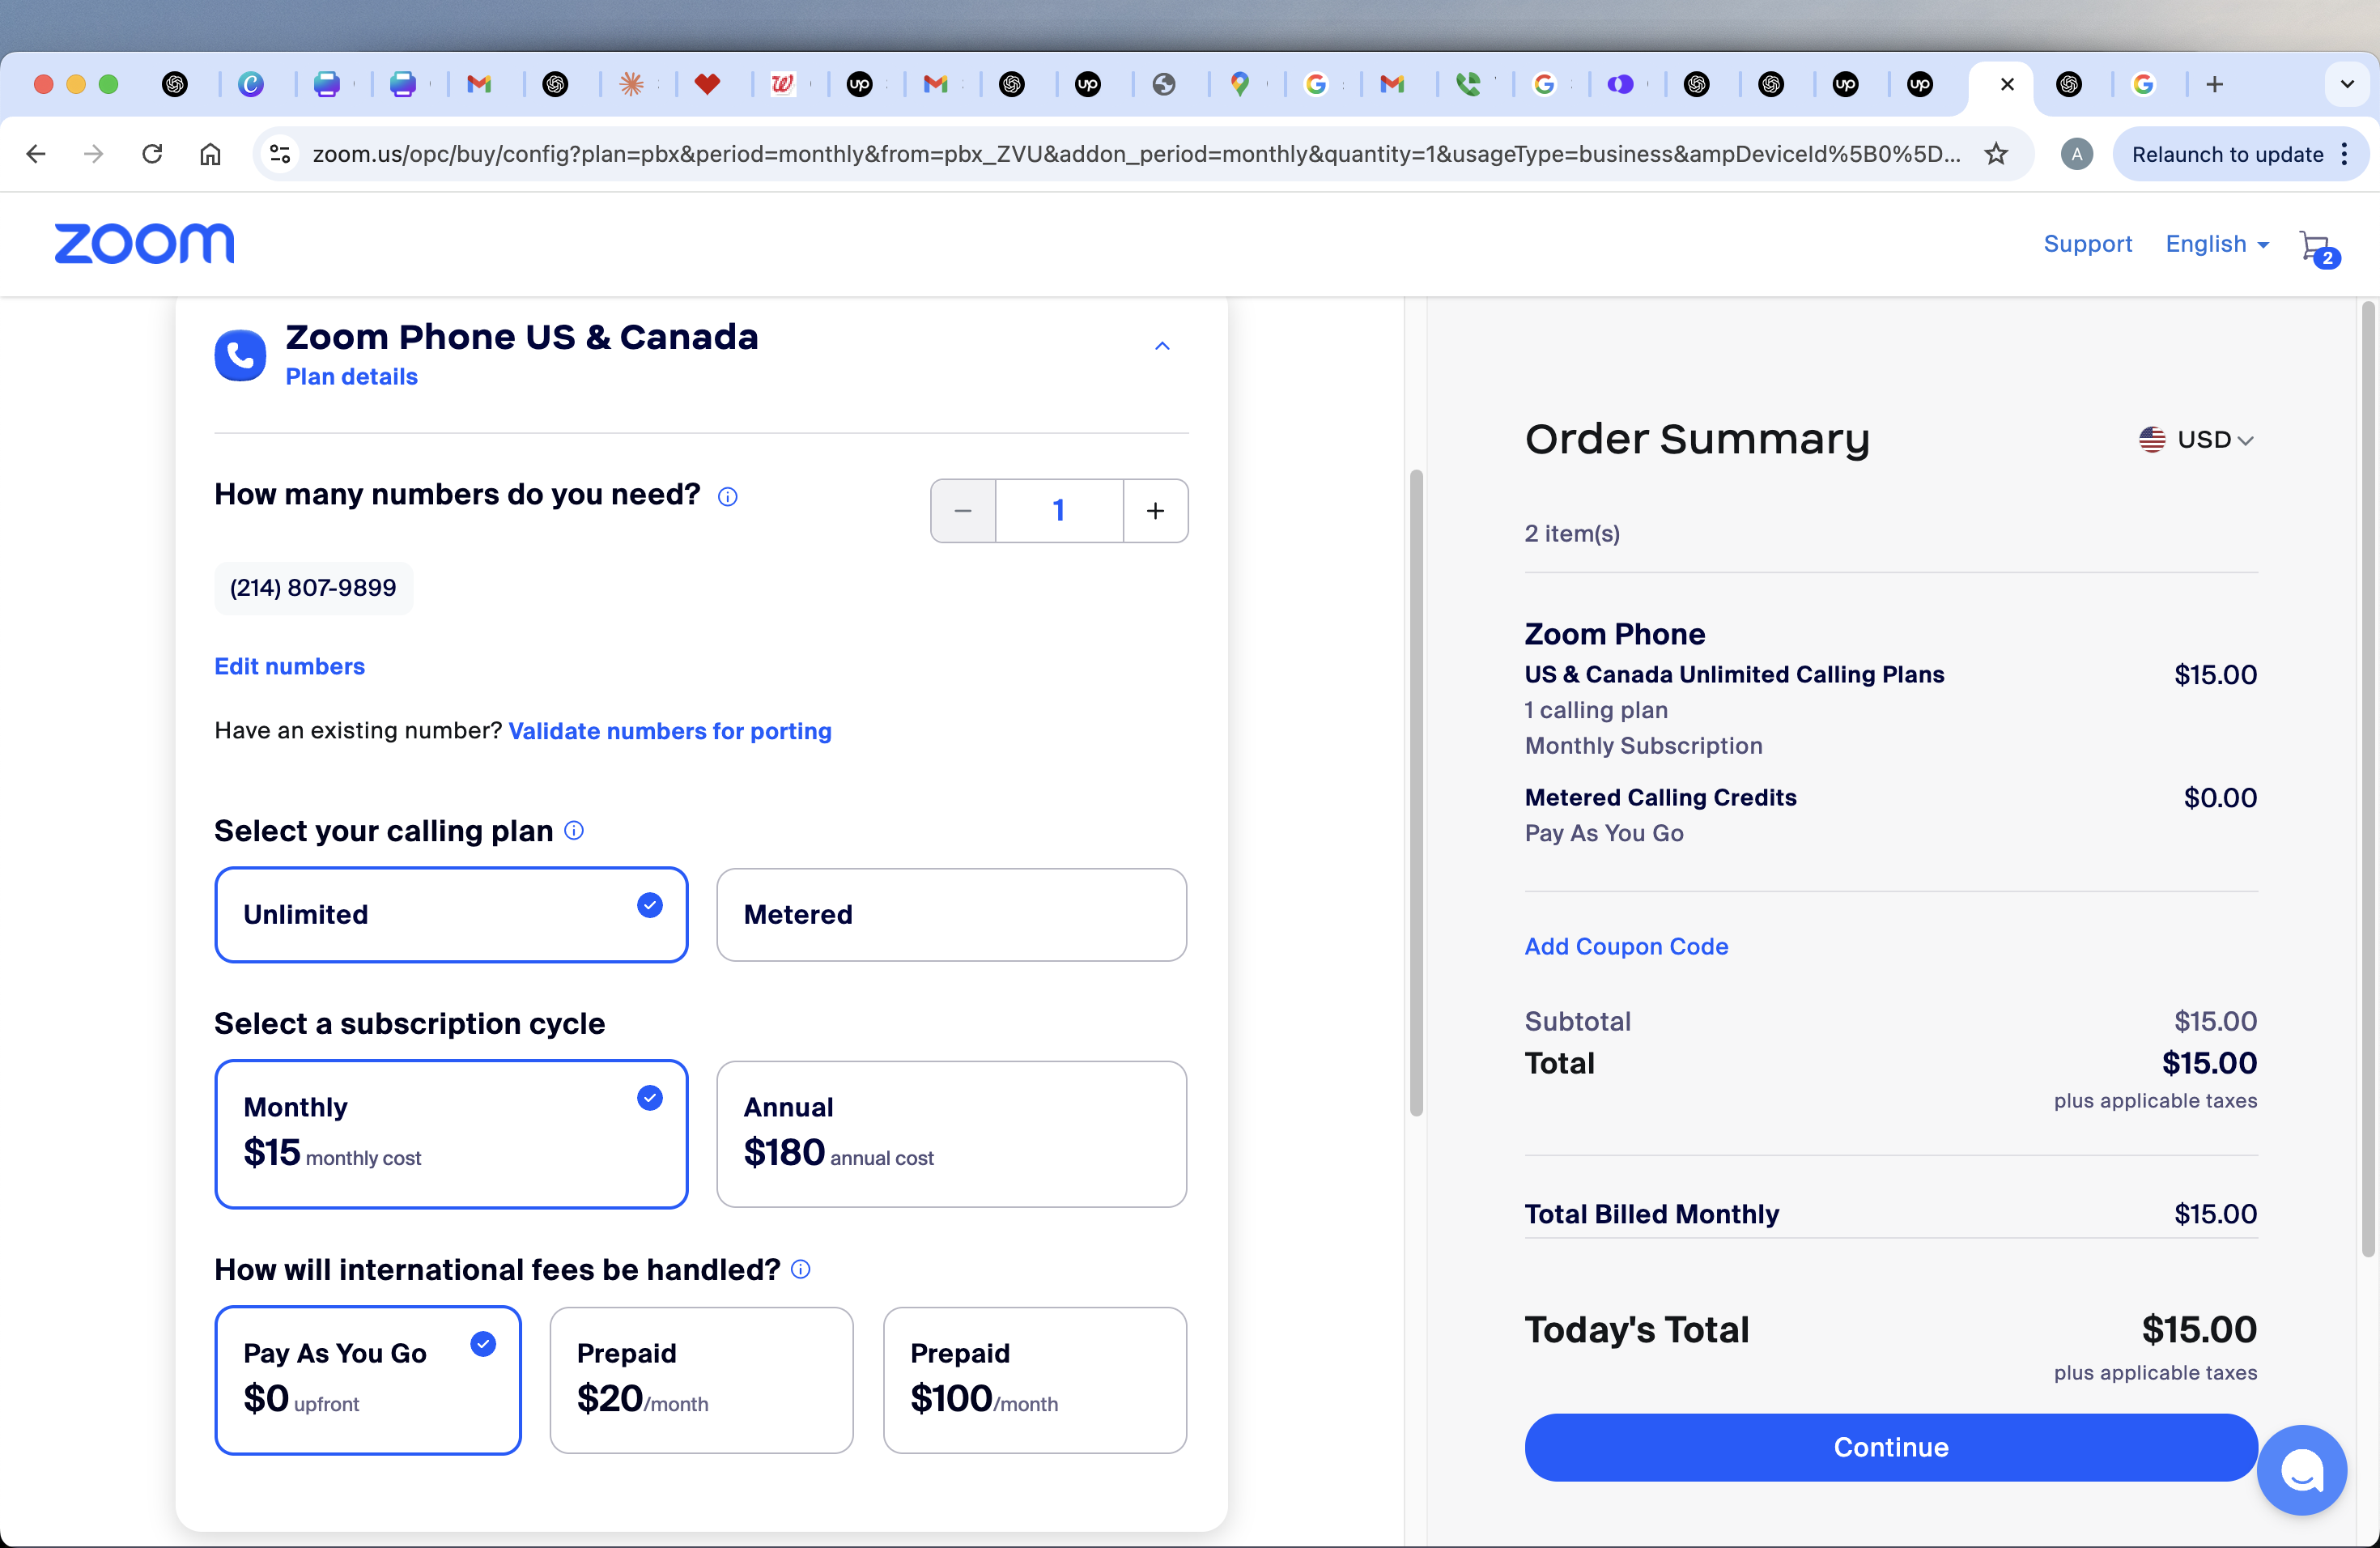 zoom.us/opc/buy/config?plan=pbx&period=monthly&from=pbx_ZVU&addon_period=monthly&quantity=1&usageType=business&ampDeviceId%5B0%5D...
A
Relaunch to update
zoom
Support
English
2
Zoom Phone US & Canada
Plan details
How many numbers do you need?
1
(214) 807-9899
Edit numbers
Have an existing number? Validate numbers for porting
Select your calling plan
Unlimited
Metered
Select a subscription cycle
Monthly
$15 monthly cost
Annual
$180 annual cost
How will international fees be handled?
Pay As You Go
$0 upfront
Prepaid
$20/month
Prepaid
$100/month
Order Summary
USD
2 item(s)
Zoom Phone
US & Canada Unlimited Calling Plans $15.00
1 calling plan
Monthly Subscription
Metered Calling Credits $0.00
Pay As You Go
Add Coupon Code
Subtotal $15.00
Total $15.00
plus applicable taxes
Total Billed Monthly $15.00
Today's Total $15.00
plus applicable taxes
Continue